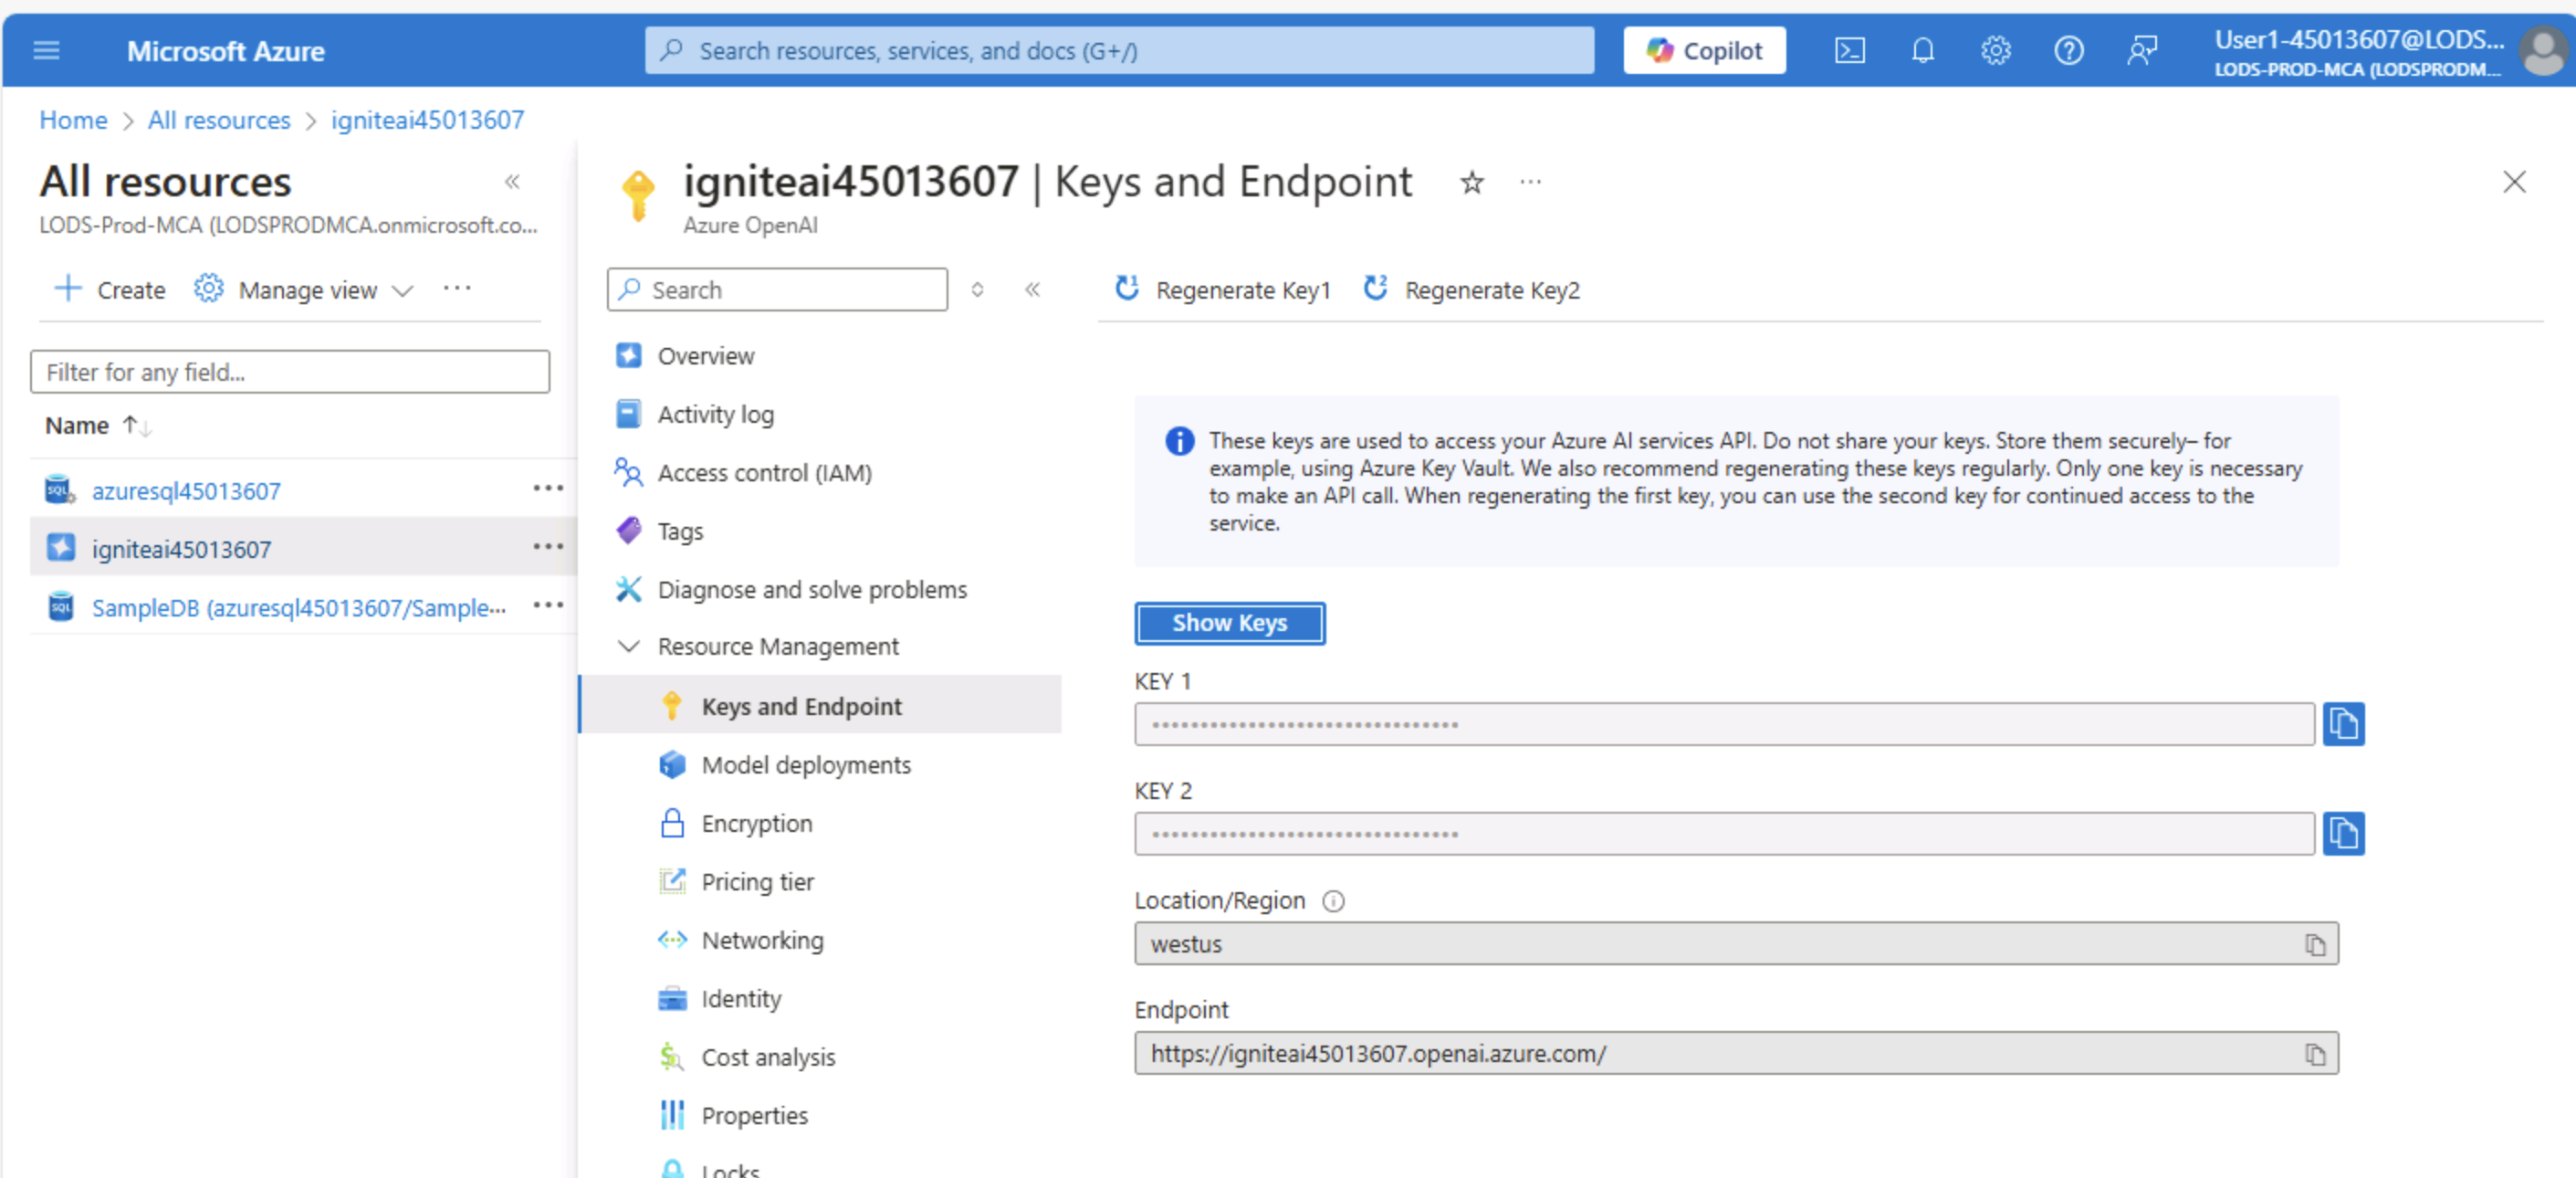 Microsoft Azure
Search resources, services, and docs (G+/)
Copilot
User1-45013607@LODS...
LODS-PROD-MCA (LODSPRODM...
Home > All resources > igniteai45013607
All resources
LODS-Prod-MCA (LODSPRODMCA.onmicrosoft.co...
Create
Manage view
Filter for any field...
Name
azuresql45013607
igniteai45013607
SampleDB (azuresql45013607/Sample...
igniteai45013607 | Keys and Endpoint
Azure OpenAI
Search
Overview
Activity log
Access control (IAM)
Tags
Diagnose and solve problems
Resource Management
Keys and Endpoint
Model deployments
Encryption
Pricing tier
Networking
Identity
Cost analysis
Properties
Locks
Regenerate Key1
Regenerate Key2
These keys are used to access your Azure AI services API. Do not share your keys. Store them securely– for
example, using Azure Key Vault. We also recommend regenerating these keys regularly. Only one key is necessary
to make an API call. When regenerating the first key, you can use the second key for continued access to the
service.
Show Keys
KEY 1
KEY 2
Location/Region
westus
Endpoint
https://igniteai45013607.openai.azure.com/